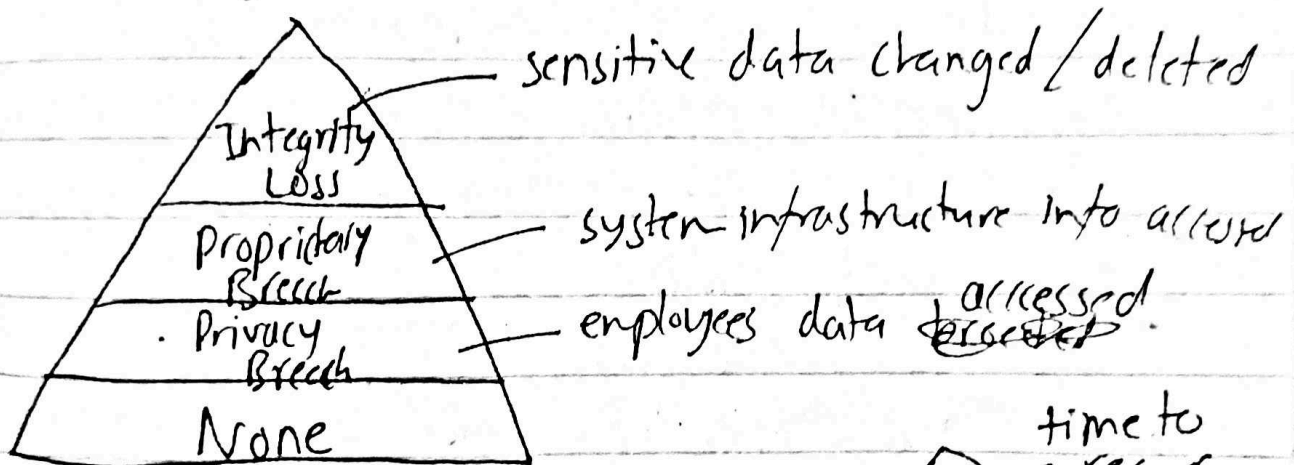 sensitive data changed/deleted
Integrity
Loss
system infrastructure info accessed
Propridary
Breach
accessed
employees data
Privacy
Breach
None
time to